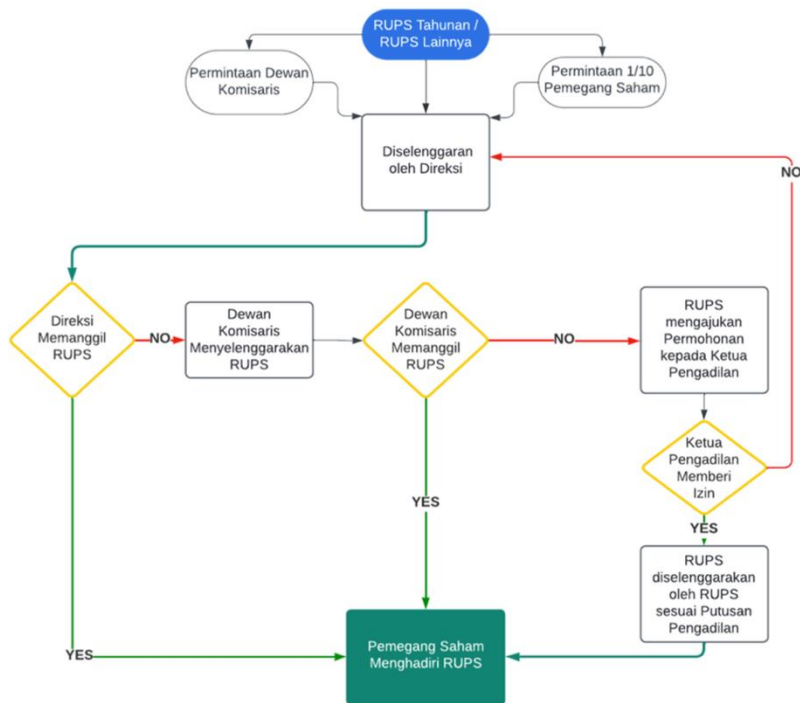 RUPS Tahunan /
RUPS Lainnya
Permintaan Dewan
Komisaris
Permintaan 1/10
Pemegang Saham
Diselenggaran
oleh Direksi
NO
Direksi
Memanggil
RUPS
NO
Dewan
Komisaris
Menyelenggarakan
RUPS
Dewan
Komisaris
Memanggil
RUPS
NO
RUPS
mengajukan
Permohonan
kepada Ketua
Pengadilan
Ketua
Pengadilan
Memberi
Izin
YES
YES
RUPS
diselenggarakan
oleh RUPS
sesuai Putusan
Pengadilan
YES
Pemegang Saham
Menghadiri RUPS